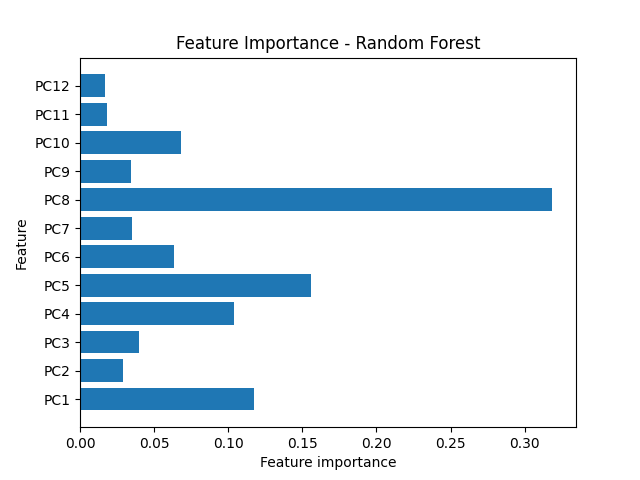 Feature Importance - Random Forest
PC12
PC11
PC10
PC9
PC8
PC7
PC6
PC5
PC4
PC3
PC2
PC1
Feature
0.00 0.05 0.10 0.15 0.20 0.25 0.30
Feature importance